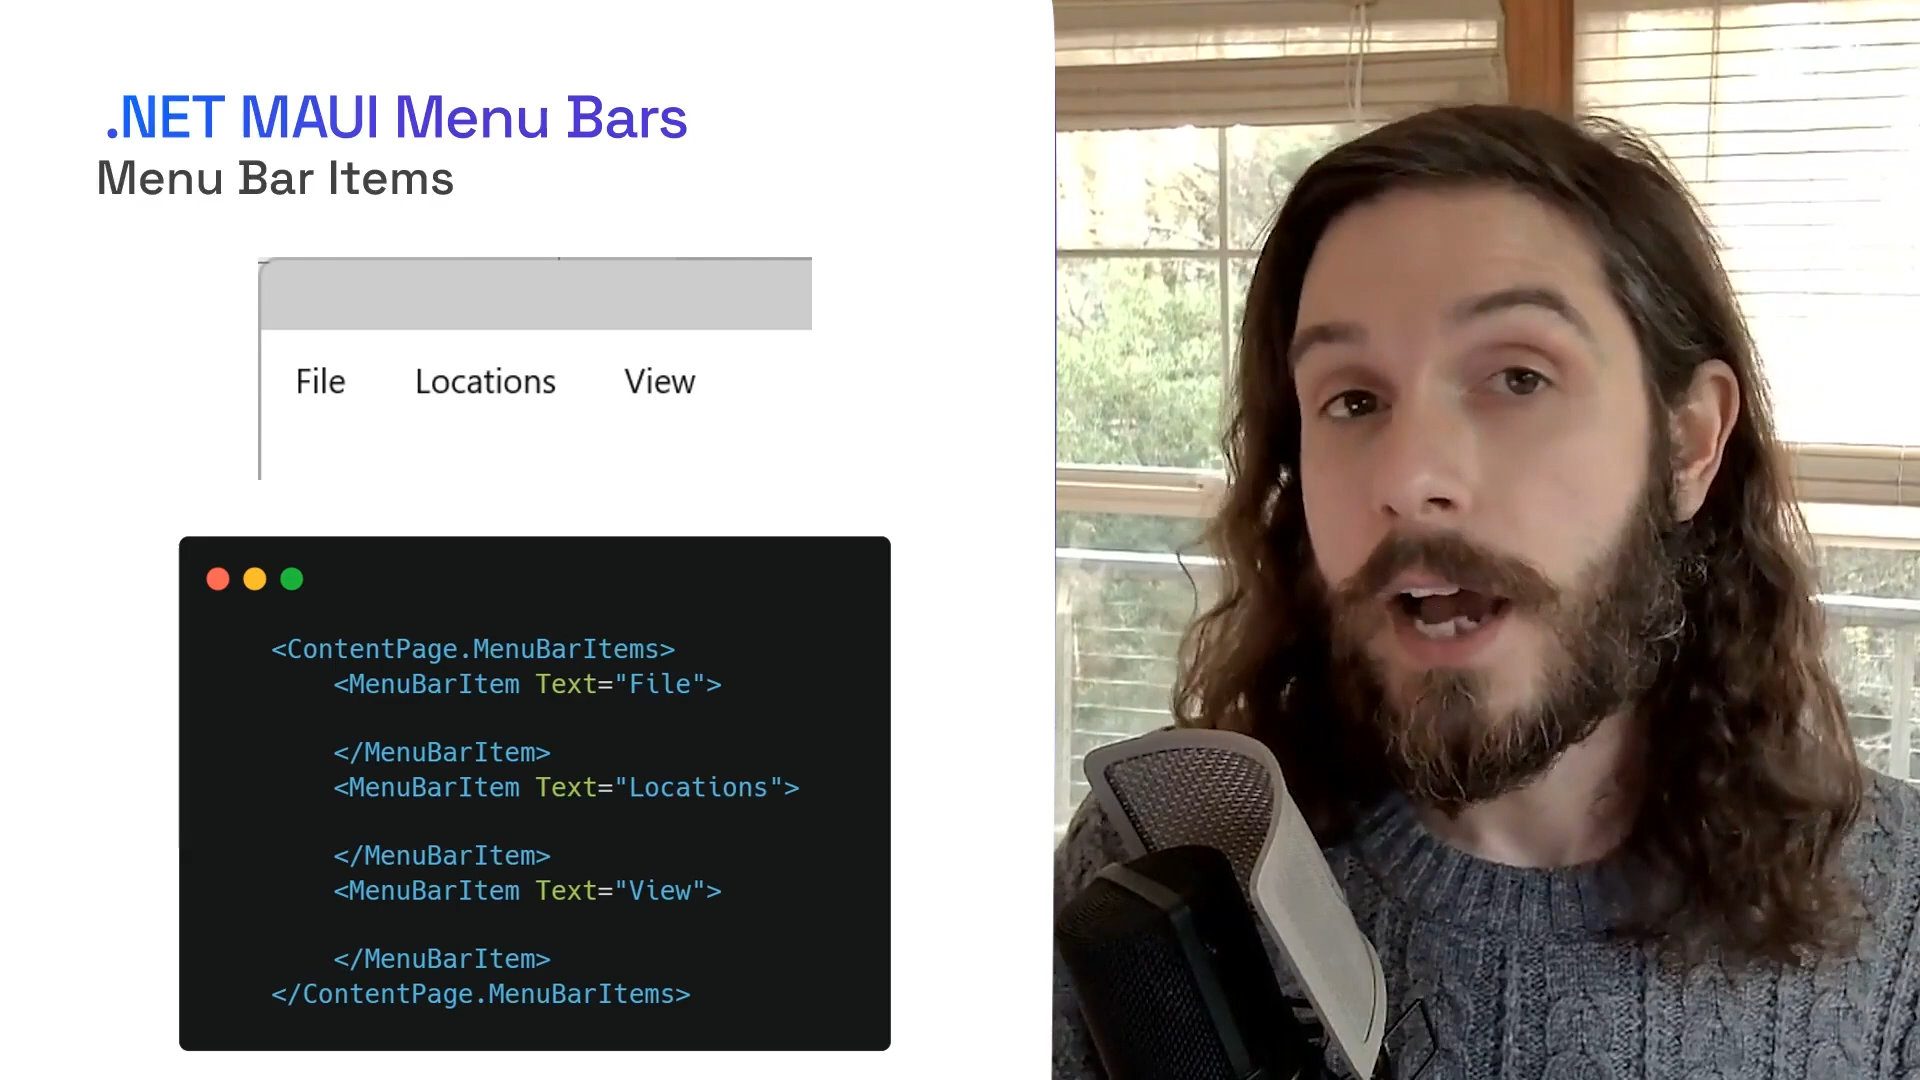 .NET MAUI Menu Bars
Menu Bar Items
File Locations View
<ContentPage.MenuBarItems>
<MenuBarItem Text="File">
</MenuBarItem>
<MenuBarItem Text="Locations">
</MenuBarItem>
<MenuBarItem Text="View">
</MenuBarItem>
</ContentPage.MenuBarItems>